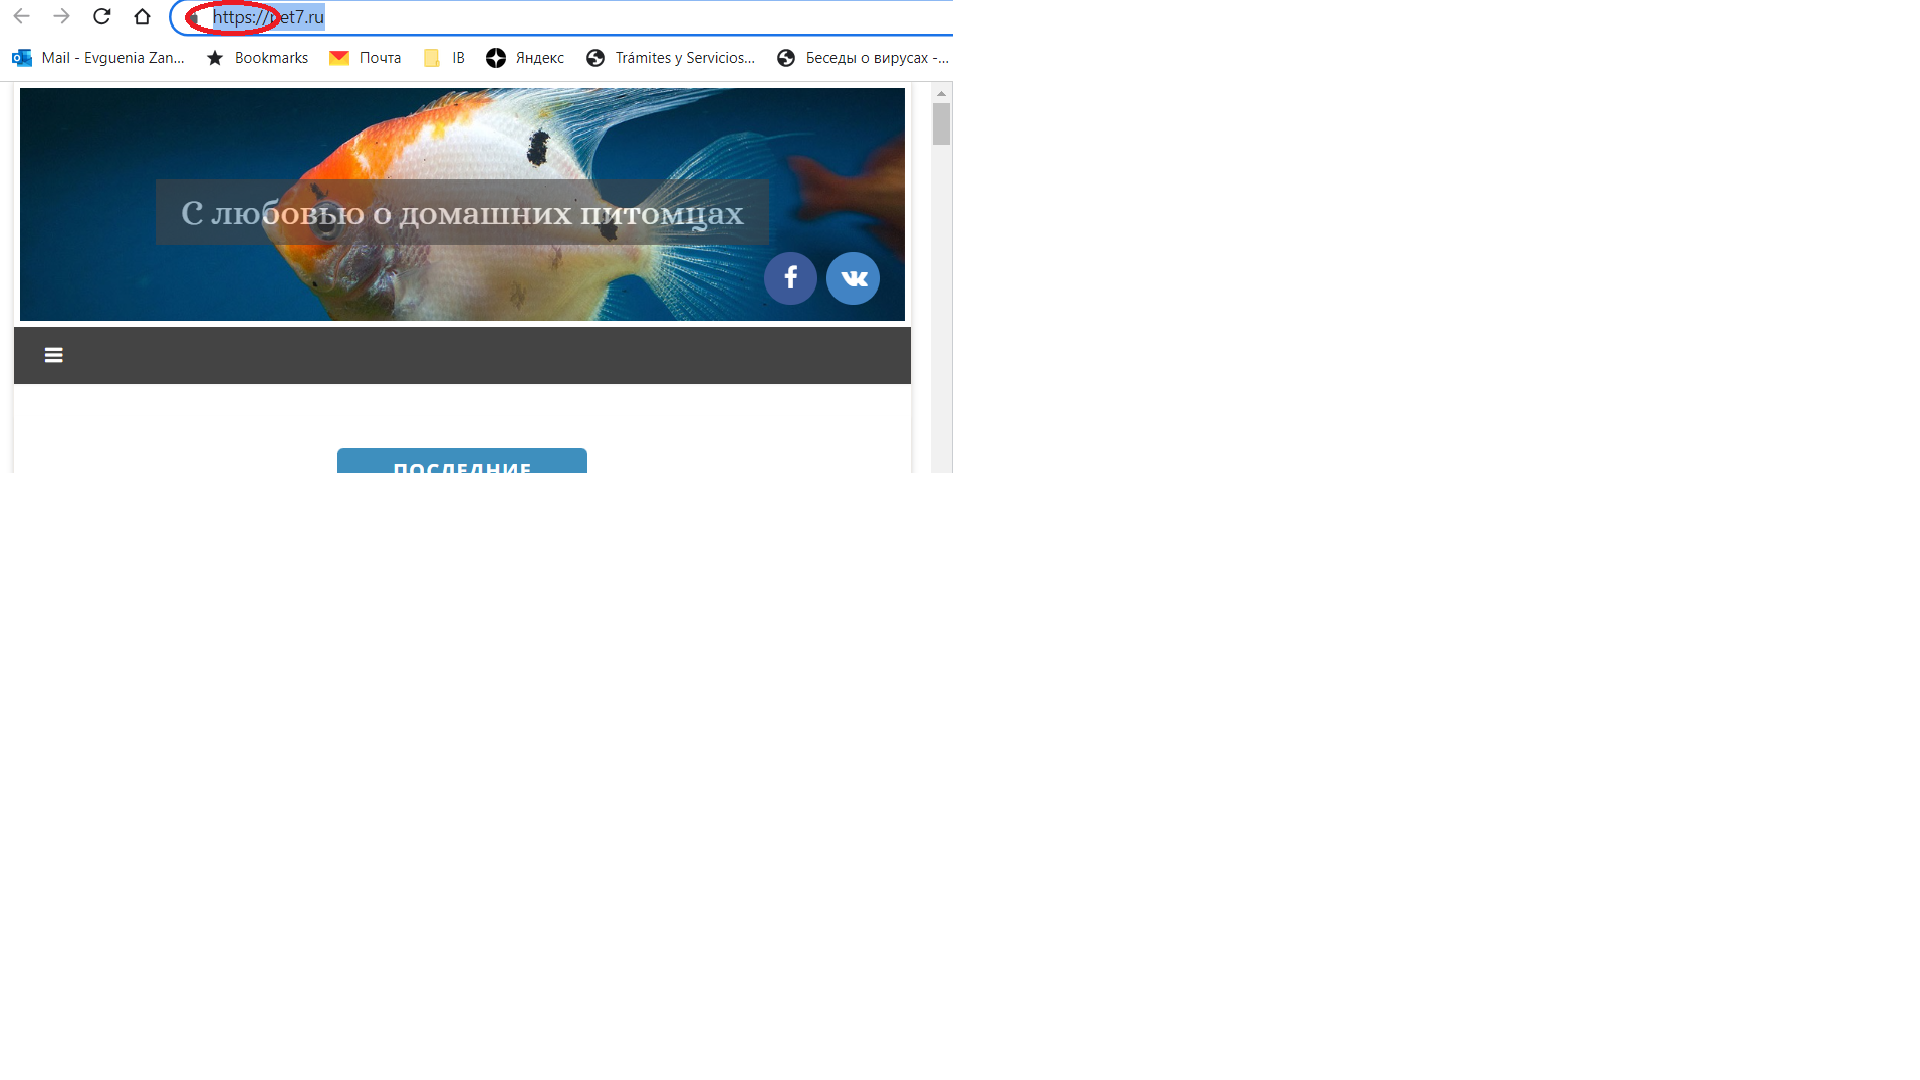 https://pet7.ru
Mail - Evguenia Zan... Bookmarks Почта IB Яндекс Trámites y Servicios... Беседы о вирусах -...
С любовью о домашних питомцах
ПОСЛЕДНИЕ